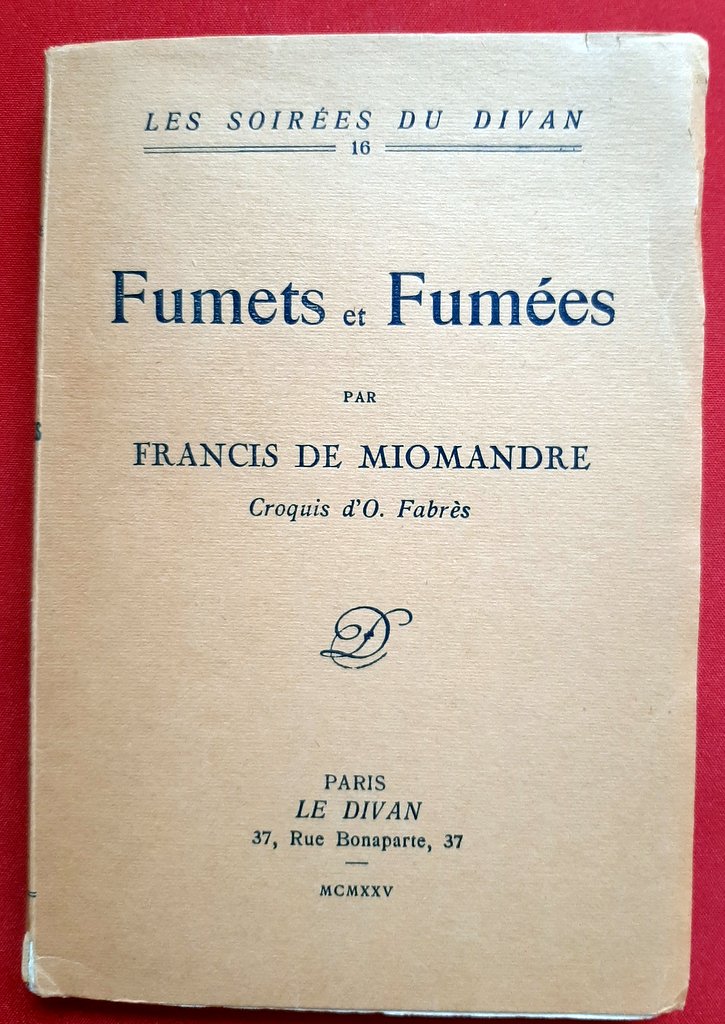 LES SOIRÉES DU DIVAN
16
Fumets et Fumées
PAR
FRANCIS DE MIOMANDRE
Croquis d'O. Fabrès
D
PARIS
LE DIVAN
37, Rue Bonaparte, 37
MCMXXV